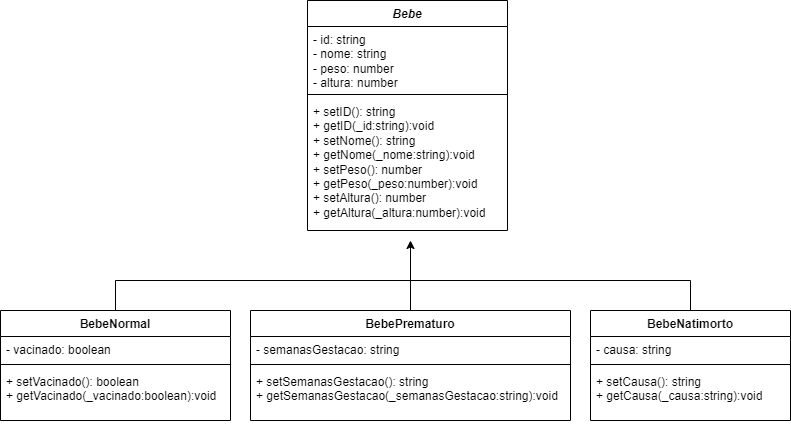 Bebe
- id: string
- nome: string
- peso: number
- altura: number
+ setID(): string
+ getID(_id:string):void
+ setNome(): string
+ getNome(_nome:string):void
+ setPeso(): number
+ getPeso(_peso:number):void
+ setAltura(): number
+ getAltura(_altura:number):void
BebeNormal
- vacinado: boolean
+ setVacinado(): boolean
+ getVacinado(_vacinado:boolean):void
BebePrematuro
- semanasGestacao: string
+ setSemanasGestacao(): string
+ getSemanasGestacao(_semanasGestacao:string):void
BebeNatimorto
- causa: string
+ setCausa(): string
+ getCausa(_causa:string):void